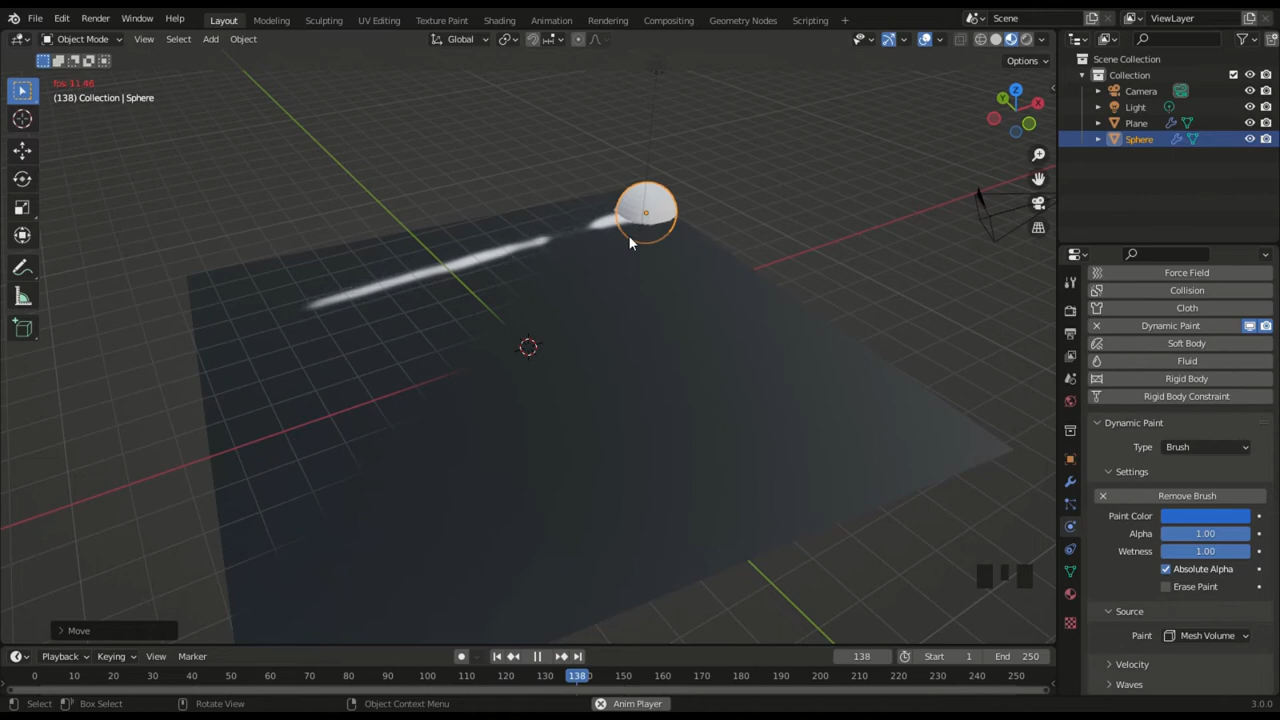 File Edit Render Window Help Layout Modeling Sculpting UV Editing Texture Paint Shading Animation Rendering Compositing Geometry Nodes Scripting + Scene ViewLayer
Object Mode View Select Add Object Global
Options
fps 11.46
(138) Collection | Sphere
Z
Y
X
Scene Collection
Collection
Camera
Light
Plane
Sphere
Force Field
Collision
Cloth
Dynamic Paint
Soft Body
Fluid
Rigid Body
Rigid Body Constraint
Dynamic Paint
Type Brush
Settings
Remove Brush
Paint Color
Alpha 1.00
Wetness 1.00
Absolute Alpha
Erase Paint
Source
Paint Mesh Volume
Velocity
Waves
Move
Playback Keying View Marker 138 Start 1 End 250
0 10 20 30 40 50 60 70 80 90 100 110 120 130 138 150 160 170 180 190 200 210 220 230 240 250
Select Box Select Rotate View Object Context Menu Anim Player 3.0.0